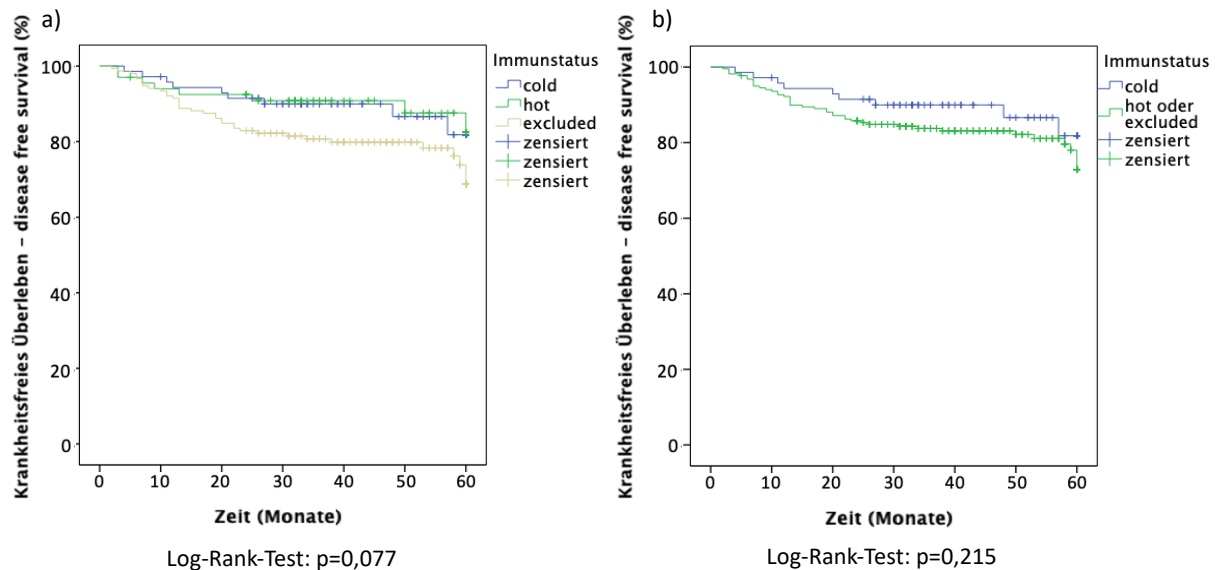 a)
Krankheitsfreies Überleben – disease free survival (%)
100
80
60
40
20
0
0 10 20 30 40 50 60
Zeit (Monate)
Immunstatus
cold
hot
excluded
zensiert
zensiert
zensiert
Log-Rank-Test: p=0,077
b)
Krankheitsfreies Überleben – disease free survival (%)
100
80
60
40
20
0
0 10 20 30 40 50 60
Zeit (Monate)
Immunstatus
cold
hot oder
excluded
zensiert
zensiert
Log-Rank-Test: p=0,215